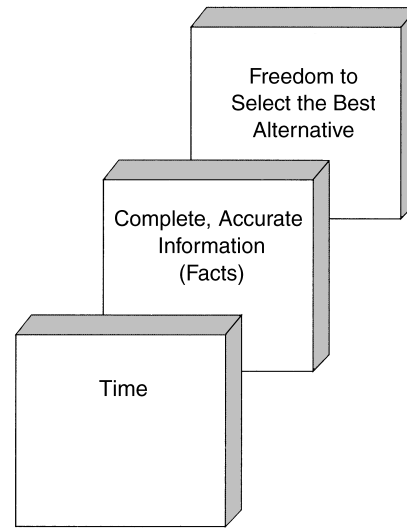 Freedom to
Select the Best
Alternative
Complete, Accurate
Information
(Facts)
Time